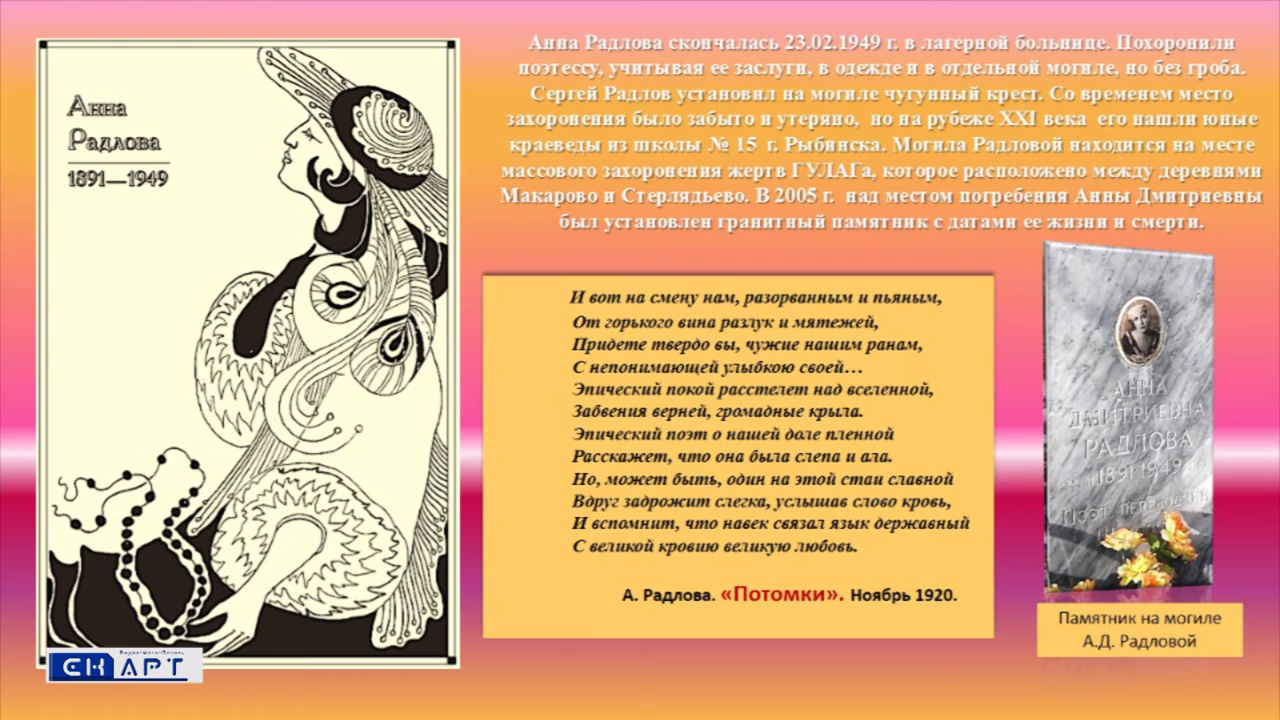 Анна
Радлова
1891—1949
Анна Радлова скончалась 23.02.1949 г. в лагерной больнице. Похоронили
поэтессу, учитывая ее заслуги, в одежде и в отдельной могиле, но без гроба.
Сергей Радлов установил на могиле чугунный крест. Со временем место
захоронения было забыто и утеряно, но на рубеже XXI века его нашли юные
краеведы из школы № 15 г. Рыбинска. Могила Радловой находится на месте
массового захоронения жертв ГУЛАГа, которое расположено между деревнями
Макарово и Стерлядьево. В 2005 г. над местом погребения Анны Дмитриевны
был установлен гранитный памятник с датами ее жизни и смерти.
И вот на смену нам, разорванным и пьяным,
От горького вина разлук и мятежей,
Придете твердо вы, чужие нашим ранам,
С непонимающей улыбкою своей…
Эпический покой расстелет над вселенной,
Забвения верней, громадные крыла.
Эпический поэт о нашей доле пленной
Расскажет, что она была слепа и ала.
Но, может быть, один на этой стаи славной
Вдруг задрожит слегка, услышав слово кровь,
И вспомнит, что навек связал язык державный
С великой кровию великую любовь.
А. Радлова. «Потомки». Ноябрь 1920.
АННА
ДМИТРИЕВНА
РАДЛОВА
1891 1949
ПОЭТ, ПЕРЕВОДЧИК
Памятник на могиле
А.Д. Радловой
СК АРТ